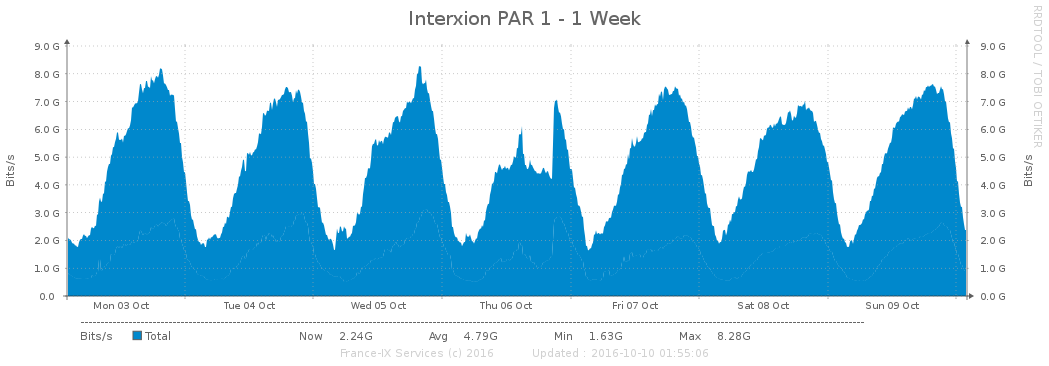 Interxion PAR 1 - 1 Week
RRDTOOL / TOBI OETIKER
9.0 G 9.0 G
8.0 G 8.0 G
7.0 G 7.0 G
6.0 G 6.0 G
5.0 G 5.0 G
4.0 G 4.0 G
3.0 G 3.0 G
2.0 G 2.0 G
1.0 G 1.0 G
0.0 0.0 G
Bits/s
Bits/s
Mon 03 Oct Tue 04 Oct Wed 05 Oct Thu 06 Oct Fri 07 Oct Sat 08 Oct Sun 09 Oct
Bits/s Total Now 2.24G Avg 4.79G Min 1.63G Max 8.28G
France-IX Services (c) 2016 Updated : 2016-10-10 01:55:06